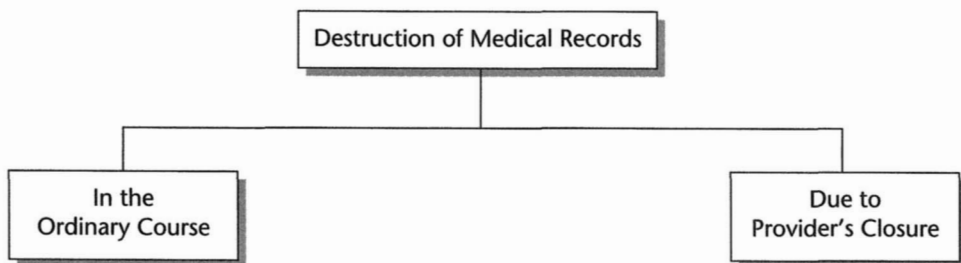 Destruction of Medical Records
In the
Ordinary Course
Due to
Provider's Closure